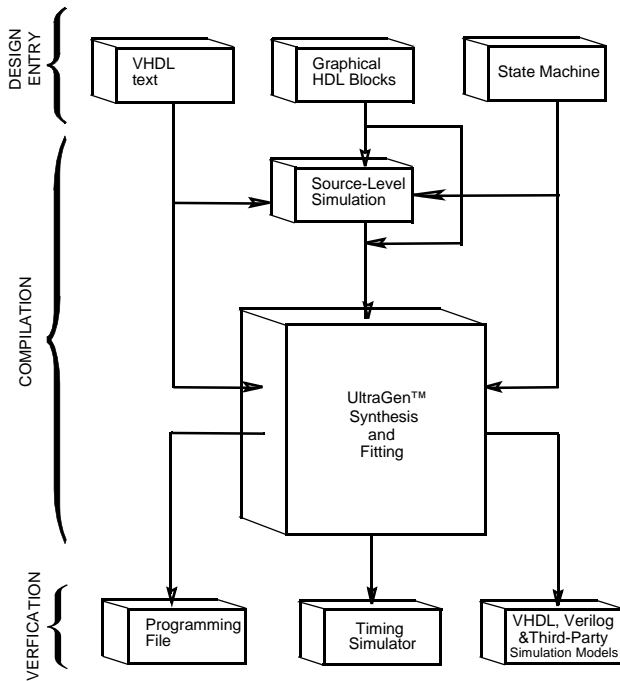 DESIGN
ENTRY
VHDL
text
Graphical
HDL Blocks
State Machine
Source-Level
Simulation
COMPILATION
UltraGen™
Synthesis
and
Fitting
VERFICATION
Programming
File
Timing
Simulator
VHDL, Verilog
&Third-Party
Simulation Models